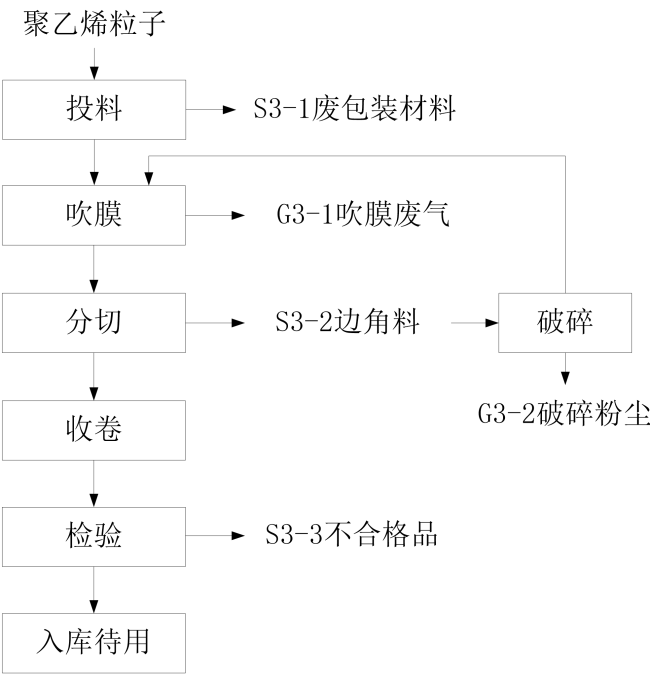 聚乙烯粒子
投料
S3-1废包装材料
吹膜
G3-1吹膜废气
分切
S3-2边角料
破碎
G3-2破碎粉尘
收卷
检验
S3-3不合格品
入库待用